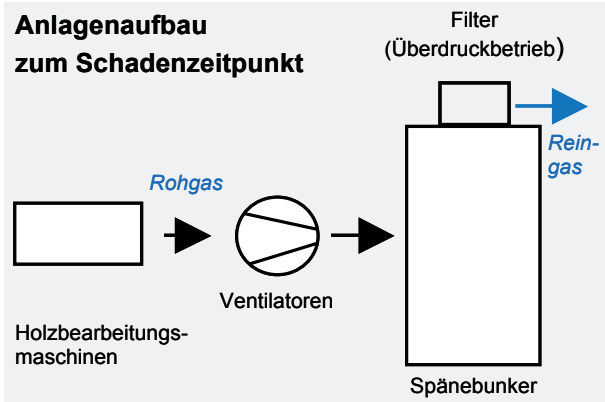 Anlagenaufbau
zum Schadenzeitpunkt
Filter
(Überdruckbetrieb)
Rohgas
Rein-
gas
Ventilatoren
Holzbearbeitungs-
maschinen
Spänebunker